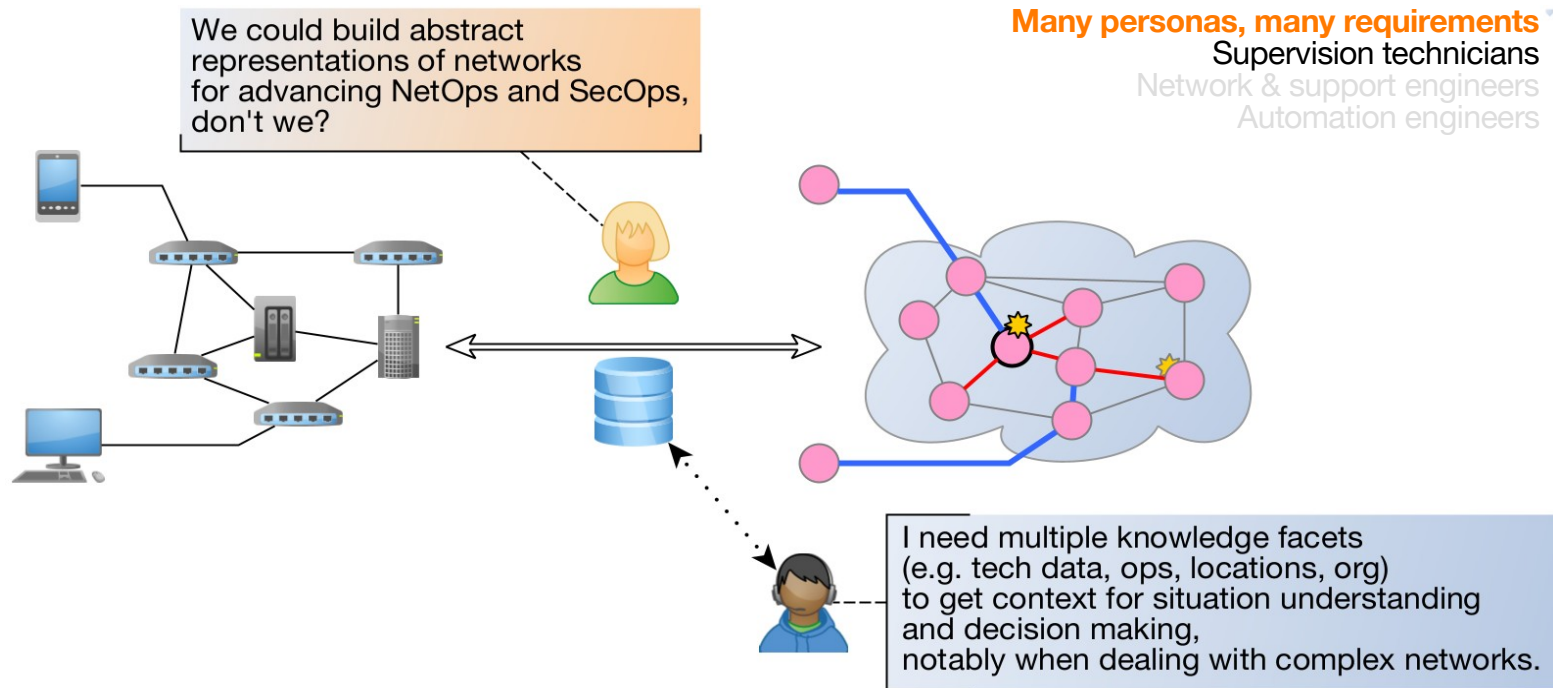 We could build abstract
representations of networks
for advancing NetOps and SecOps,
don't we?
Many personas, many requirements
Supervision technicians
Network & support engineers
Automation engineers
I need multiple knowledge facets
(e.g. tech data, ops, locations, org)
to get context for situation understanding
and decision making,
notably when dealing with complex networks.